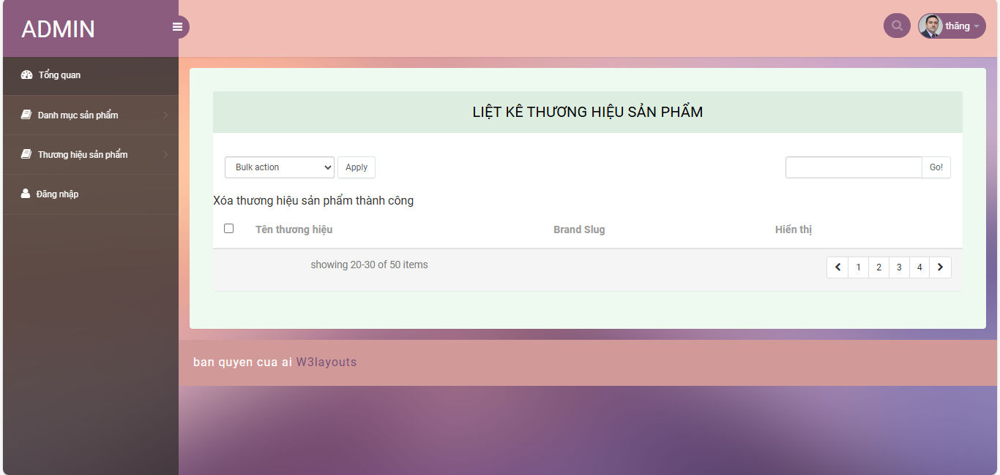 ADMIN
thăng
Tổng quan
Danh mục sản phẩm
Thương hiệu sản phẩm
Đăng nhập
LIỆT KÊ THƯƠNG HIỆU SẢN PHẨM
Bulk action Apply Go!
Xóa thương hiệu sản phẩm thành công
Tên thương hiệu Brand Slug Hiển thị
showing 20-30 of 50 items 1 2 3 4
ban quyen cua ai W3layouts